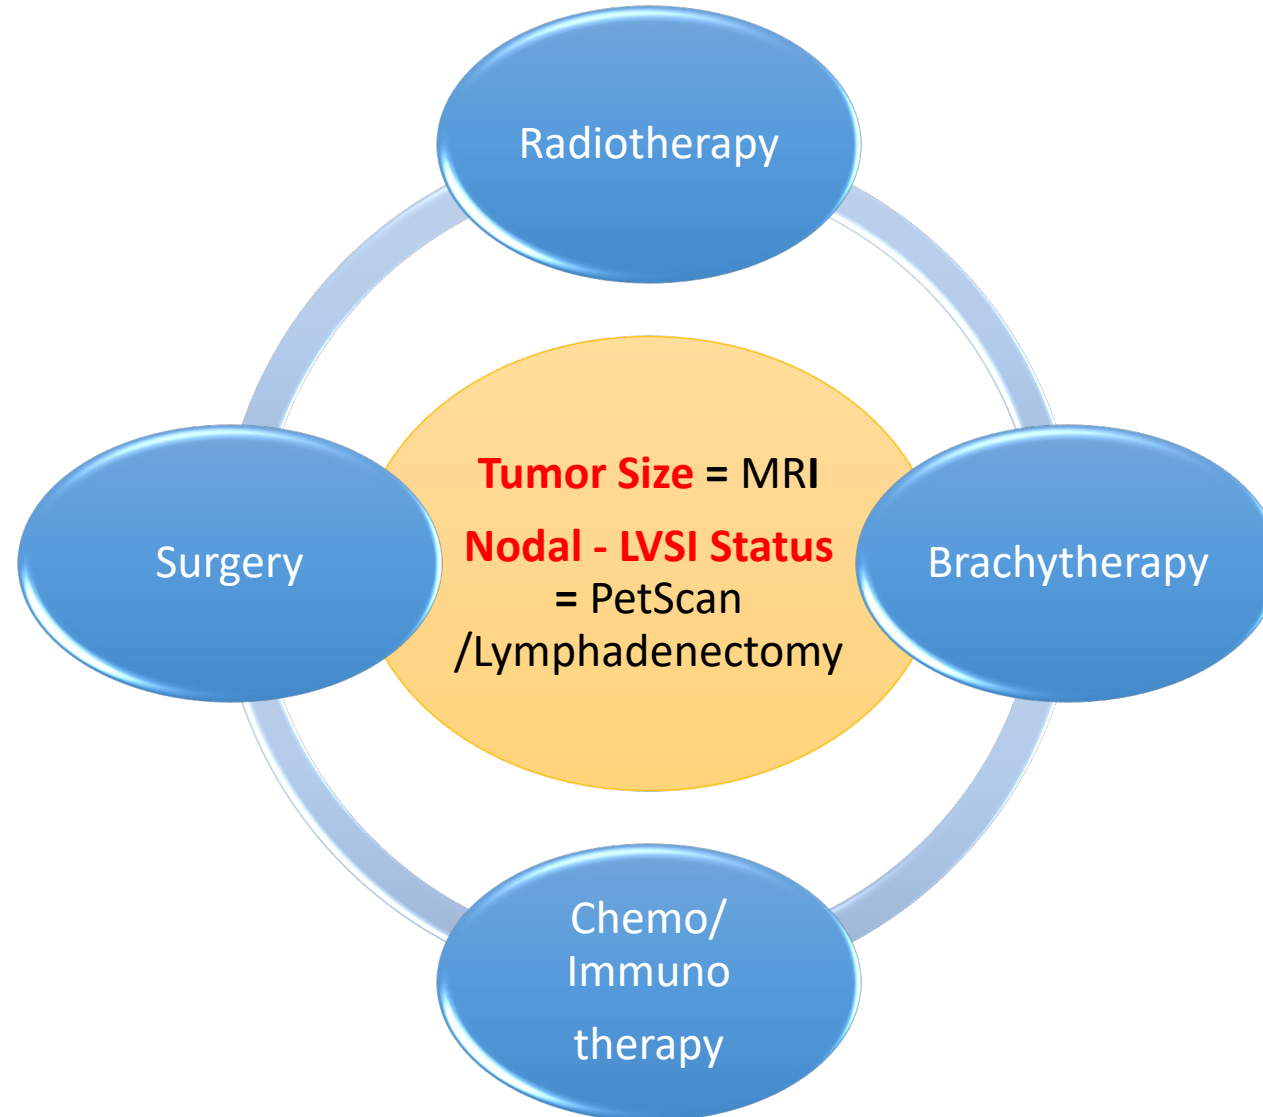 Radiotherapy
Tumor Size = MRI
Nodal - LVSI Status
= PetScan
/Lymphadenectomy
Surgery
Brachytherapy
Chemo/
Immuno
therapy